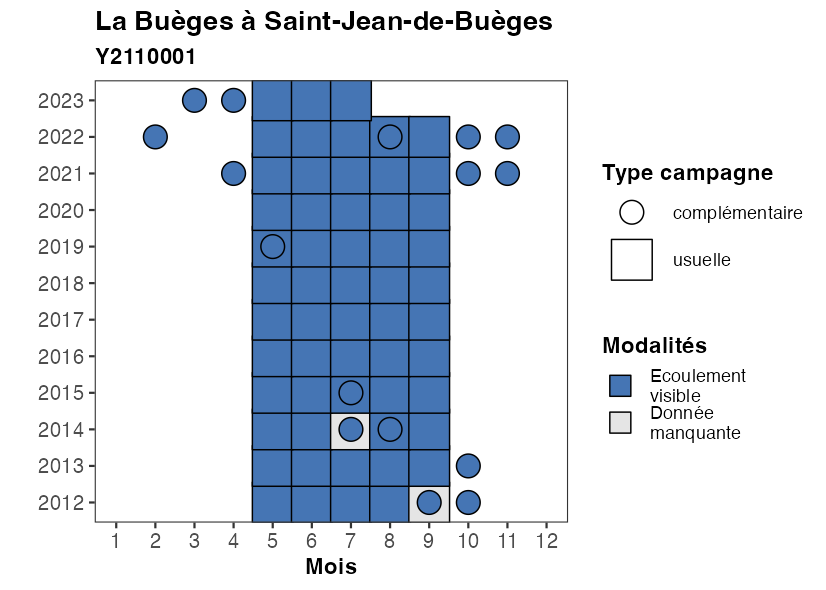 La Buèges à Saint-Jean-de-Buèges
Y2110001
2023
2022
2021
2020
2019
2018
2017
2016
2015
2014
2013
2012
1 2 3 4 5 6 7 8 9 10 11 12
Mois
Type campagne
complémentaire
usuelle
Modalités
Ecoulement
visible
Donnée
manquante